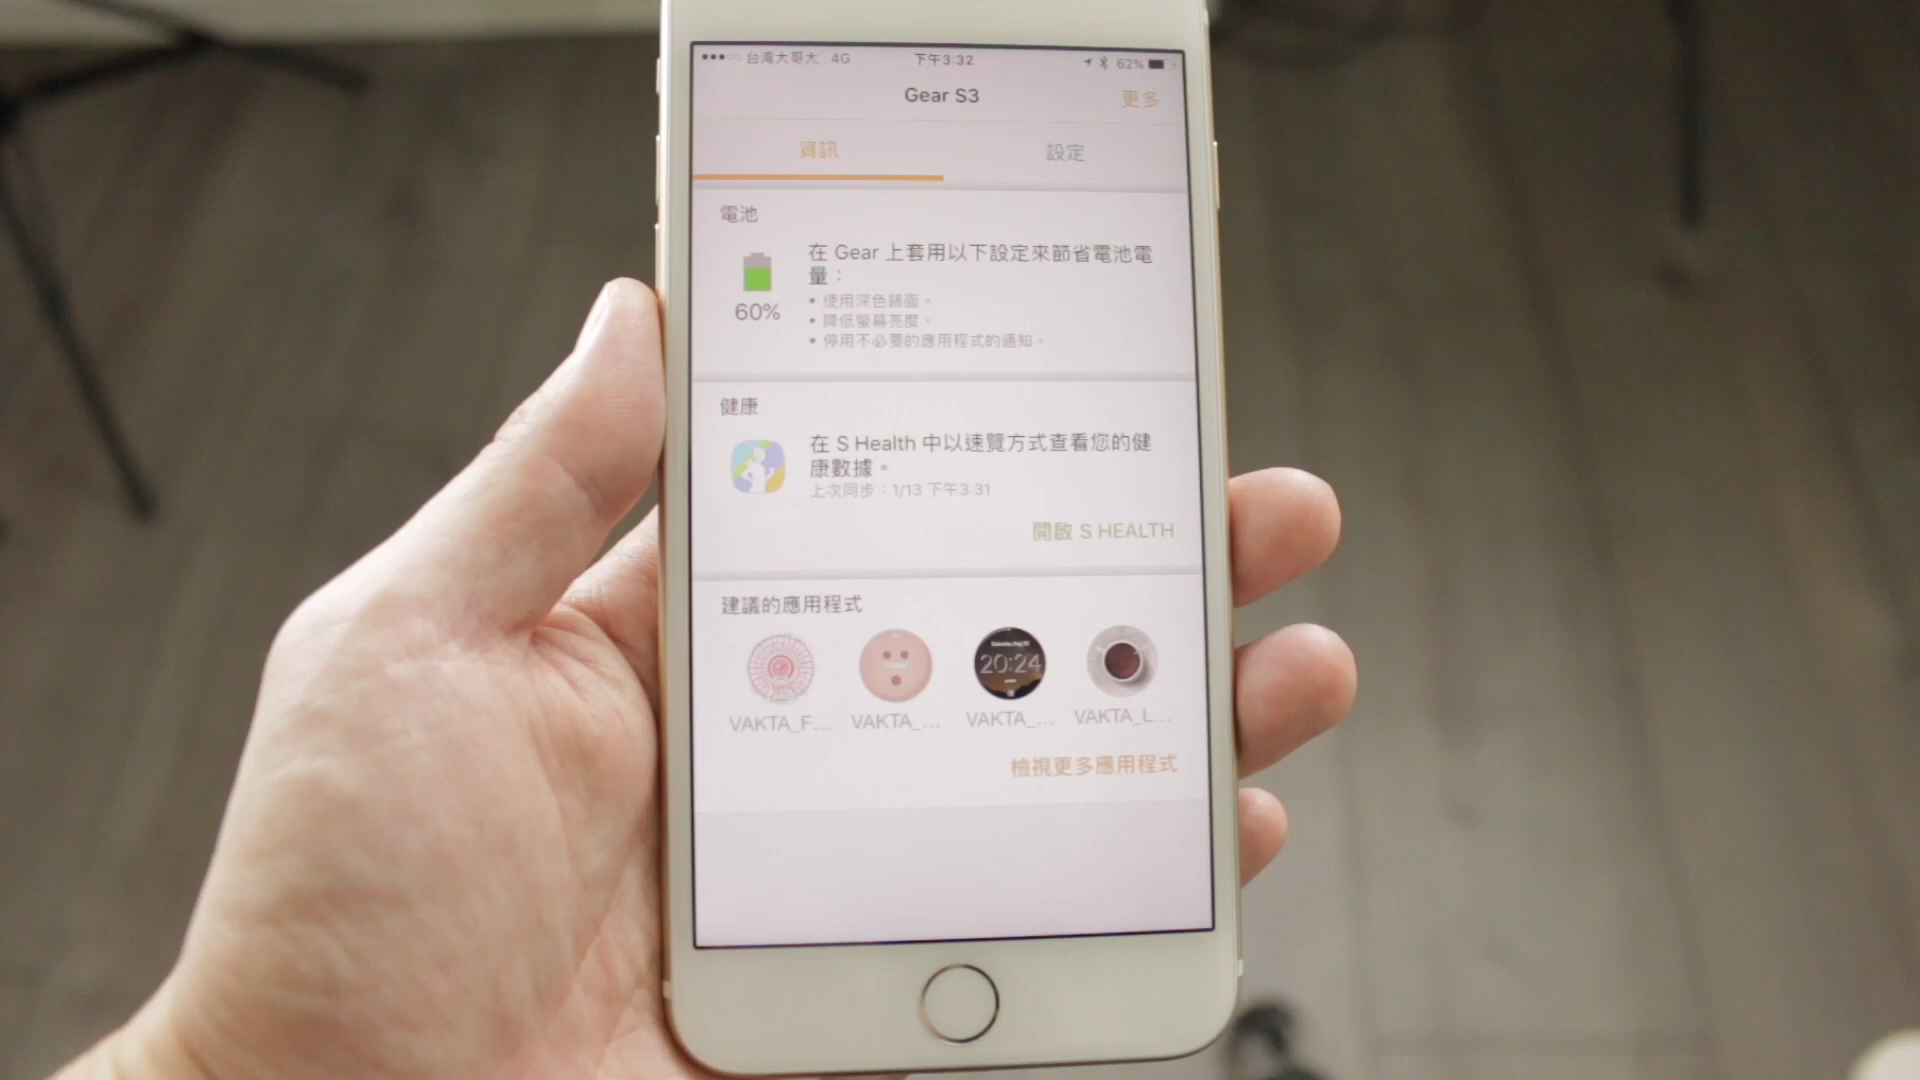 台灣大哥大 4G 下午3:32 62%
Gear S3 更多
資訊 設定
電池
在 Gear 上套用以下設定來節省電池電
量：
60%
• 使用深色錶面。
• 降低螢幕亮度。
• 停用不必要的應用程式的通知。
健康
在 S Health 中以速覽方式查看您的健
康數據。
上次同步：1/13 下午3:31
開啟 S HEALTH
建議的應用程式
20:24
VAKTA_F... VAKTA_... VAKTA_... VAKTA_L...
檢視更多應用程式